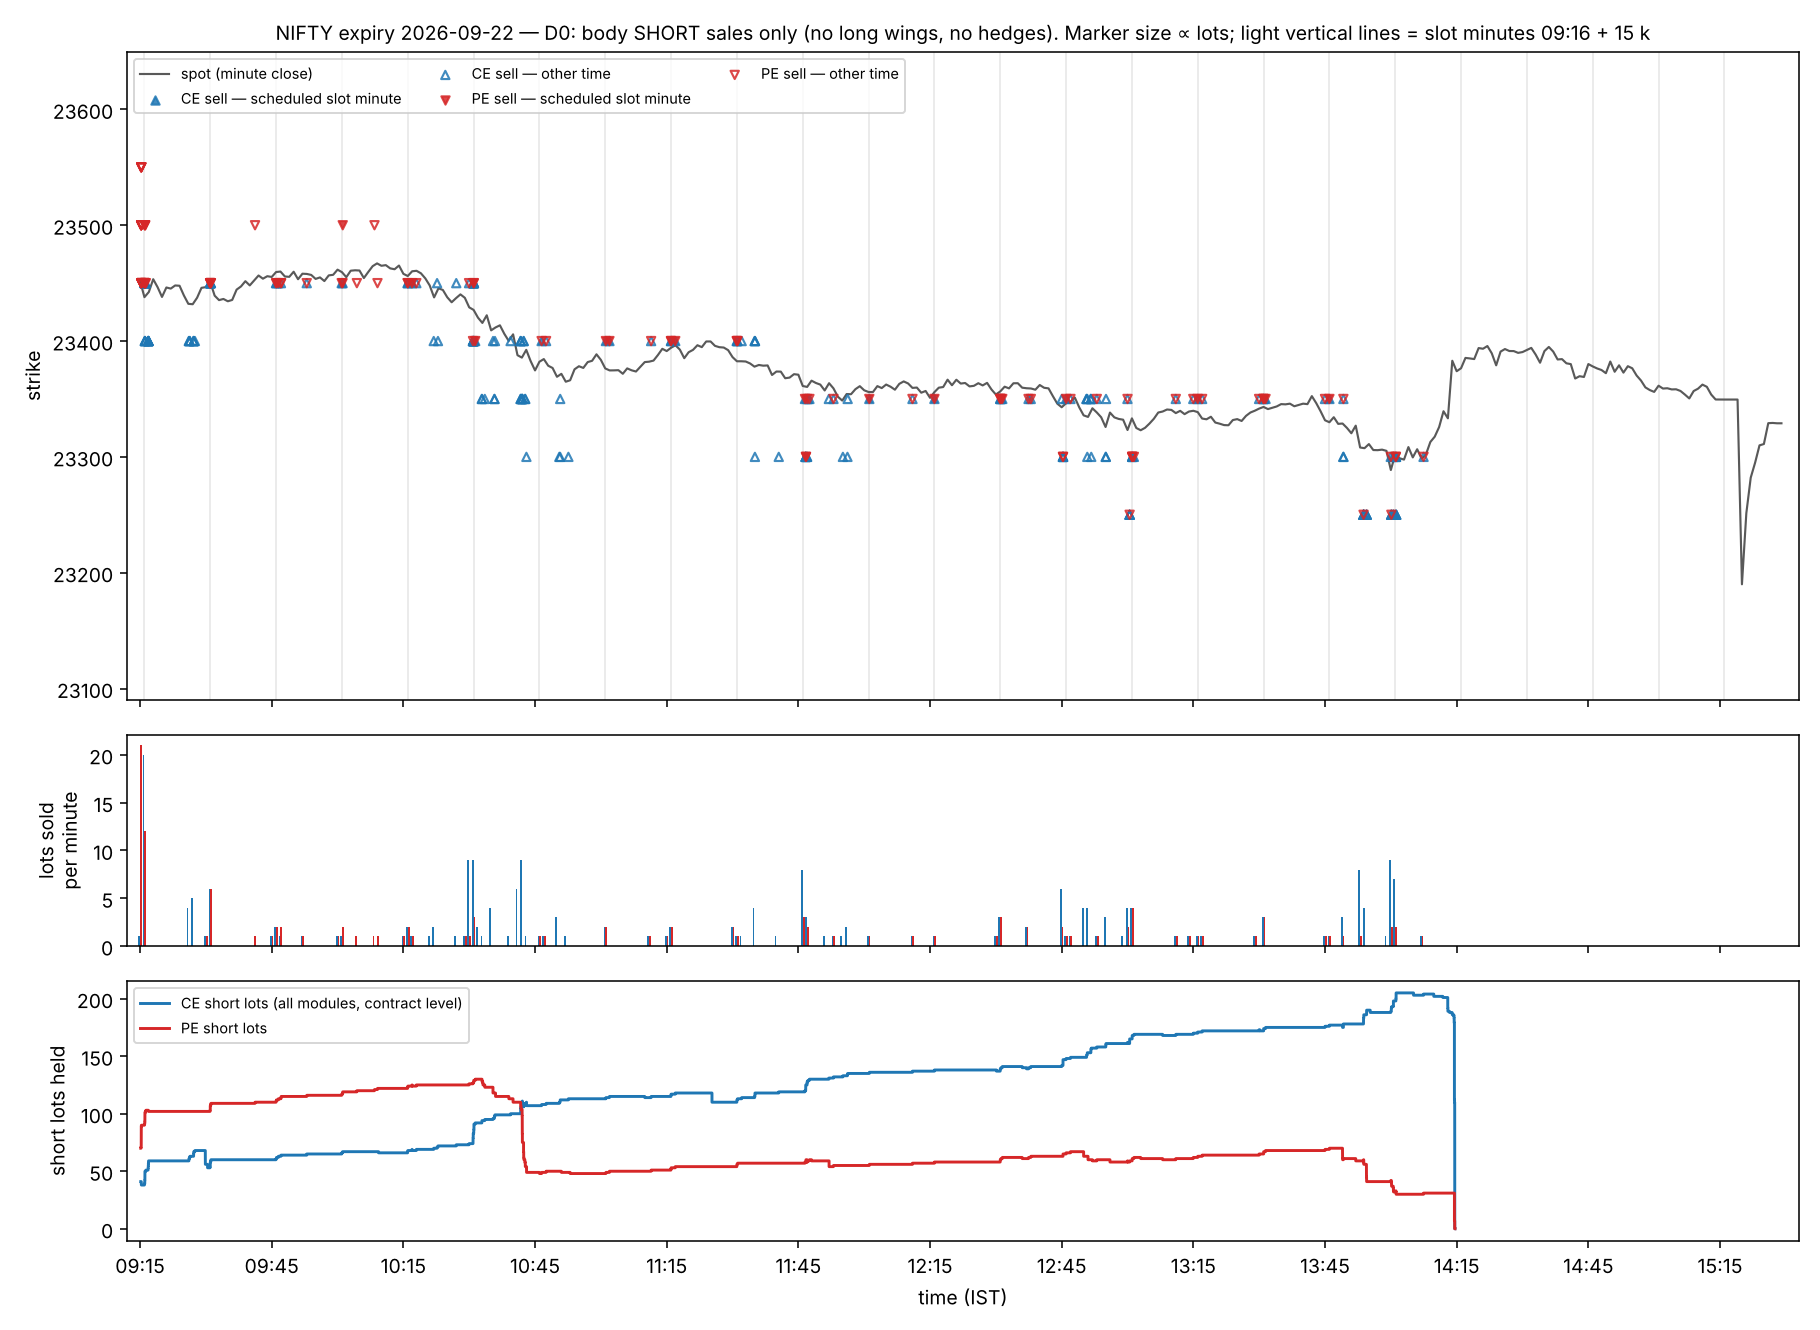 NIFTY expiry 2026-09-22 — D0: body SHORT sales only (no long wings, no hedges). Marker size ∝ lots; light vertical lines = slot minutes 09:16 + 15 k
spot (minute close)
CE sell — scheduled slot minute
CE sell — other time
PE sell — scheduled slot minute
PE sell — other time
strike
23600
23500
23400
23300
23200
23100
lots sold
per minute
20
15
10
5
0
CE short lots (all modules, contract level)
PE short lots
short lots held
200
150
100
50
0
09:15 09:45 10:15 10:45 11:15 11:45 12:15 12:45 13:15 13:45 14:15 14:45 15:15
time (IST)